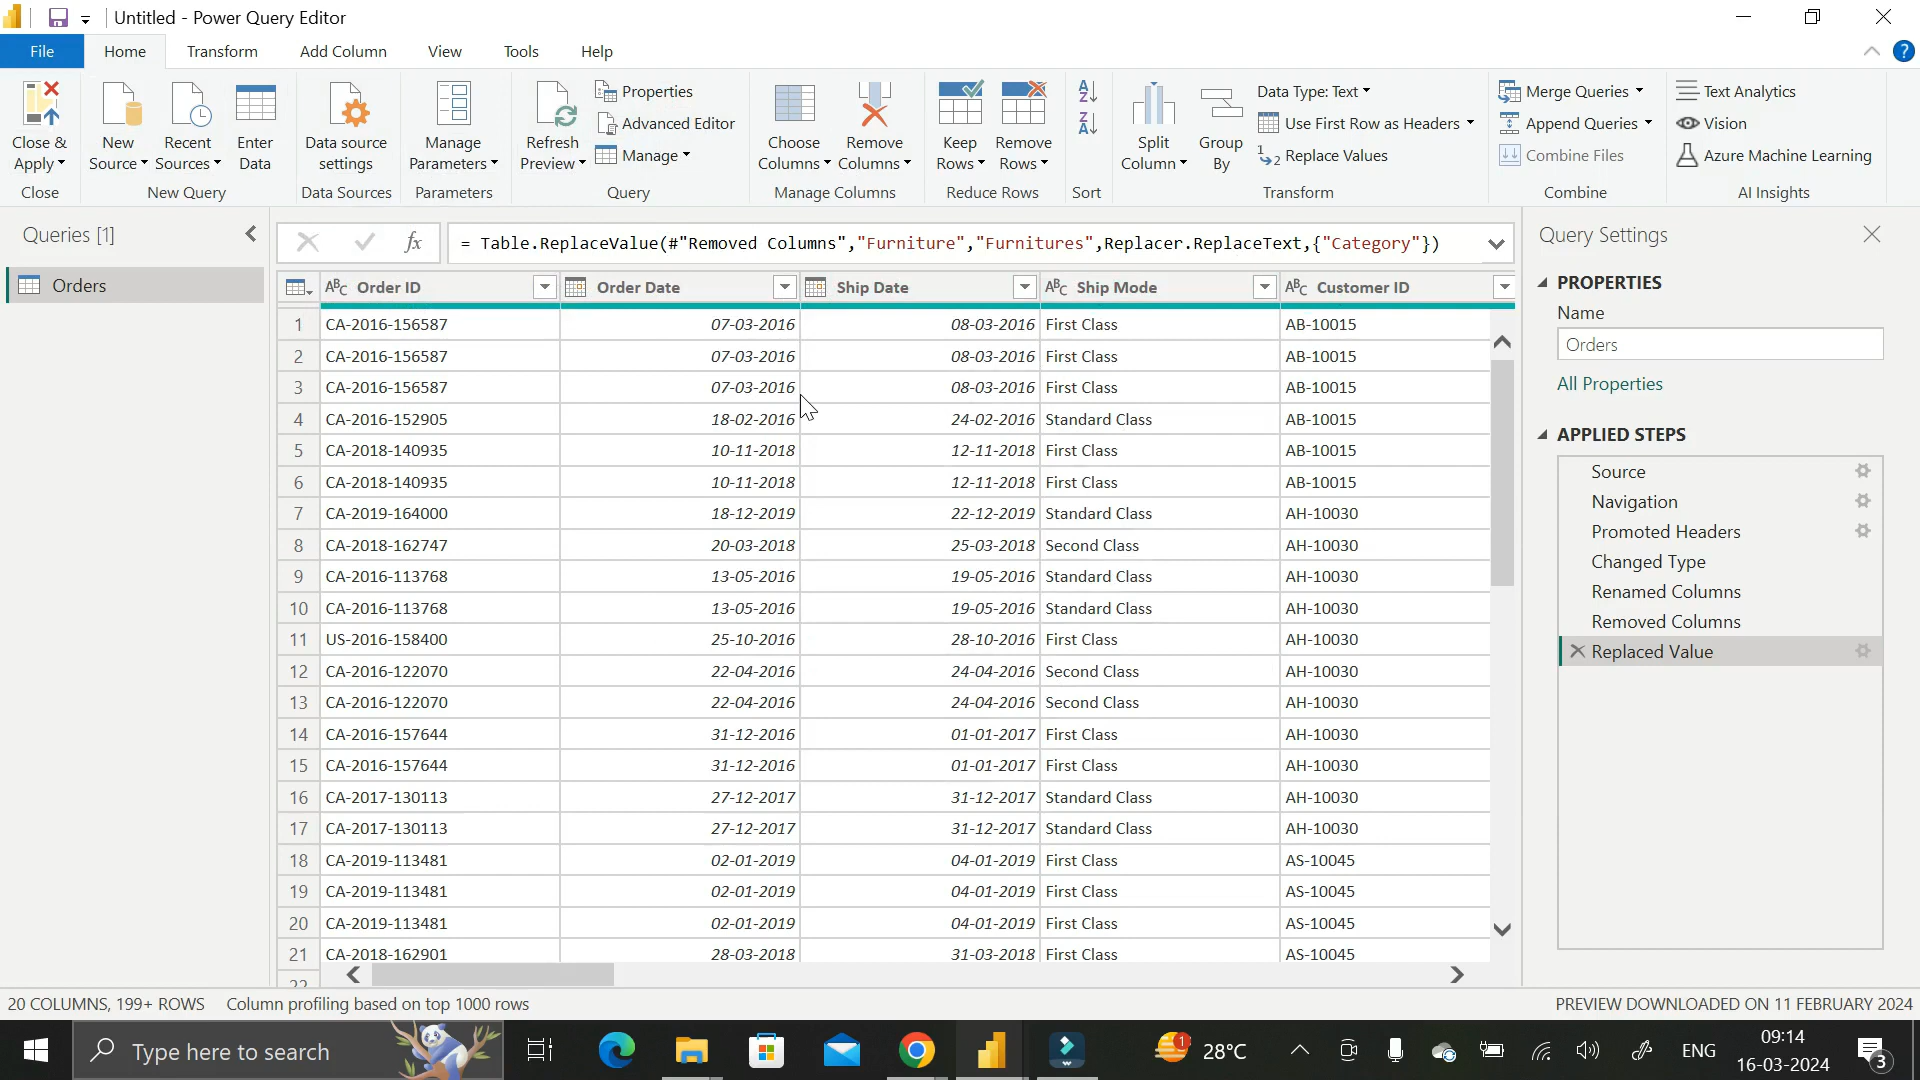 Untitled - Power Query Editor
File Home Transform Add Column View Tools Help
Close & Apply
Close
New Source
Recent Sources
Enter Data
New Query
Data source settings
Data Sources
Manage Parameters
Parameters
Refresh Preview
Properties
Advanced Editor
Manage
Query
Choose Columns
Remove Columns
Manage Columns
Keep Rows
Remove Rows
Reduce Rows
Sort
Split Column
Group By
Data Type: Text
Use First Row as Headers
Replace Values
Transform
Merge Queries
Append Queries
Combine Files
Combine
Text Analytics
Vision
Azure Machine Learning
AI Insights
Queries [1]
Orders
fx
= Table.ReplaceValue(#"Removed Columns","Furniture","Furnitures",Replacer.ReplaceText,{"Category"})
Order ID Order Date Ship Date Ship Mode Customer ID
1 CA-2016-156587 07-03-2016 08-03-2016 First Class AB-10015
2 CA-2016-156587 07-03-2016 08-03-2016 First Class AB-10015
3 CA-2016-156587 07-03-2016 08-03-2016 First Class AB-10015
4 CA-2016-152905 18-02-2016 24-02-2016 Standard Class AB-10015
5 CA-2018-140935 10-11-2018 12-11-2018 First Class AB-10015
6 CA-2018-140935 10-11-2018 12-11-2018 First Class AB-10015
7 CA-2019-164000 18-12-2019 22-12-2019 Standard Class AH-10030
8 CA-2018-162747 20-03-2018 25-03-2018 Second Class AH-10030
9 CA-2016-113768 13-05-2016 19-05-2016 Standard Class AH-10030
10 CA-2016-113768 13-05-2016 19-05-2016 Standard Class AH-10030
11 US-2016-158400 25-10-2016 28-10-2016 First Class AH-10030
12 CA-2016-122070 22-04-2016 24-04-2016 Second Class AH-10030
13 CA-2016-122070 22-04-2016 24-04-2016 Second Class AH-10030
14 CA-2016-157644 31-12-2016 01-01-2017 First Class AH-10030
15 CA-2016-157644 31-12-2016 01-01-2017 First Class AH-10030
16 CA-2017-130113 27-12-2017 31-12-2017 Standard Class AH-10030
17 CA-2017-130113 27-12-2017 31-12-2017 Standard Class AH-10030
18 CA-2019-113481 02-01-2019 04-01-2019 First Class AS-10045
19 CA-2019-113481 02-01-2019 04-01-2019 First Class AS-10045
20 CA-2019-113481 02-01-2019 04-01-2019 First Class AS-10045
21 CA-2018-162901 28-03-2018 31-03-2018 First Class AS-10045
22
Query Settings
PROPERTIES
Name
Orders
All Properties
APPLIED STEPS
Source
Navigation
Promoted Headers
Changed Type
Renamed Columns
Removed Columns
Replaced Value
20 COLUMNS, 199+ ROWS Column profiling based on top 1000 rows
PREVIEW DOWNLOADED ON 11 FEBRUARY 2024
Type here to search
1
28°C
ENG
09:14
16-03-2024
3